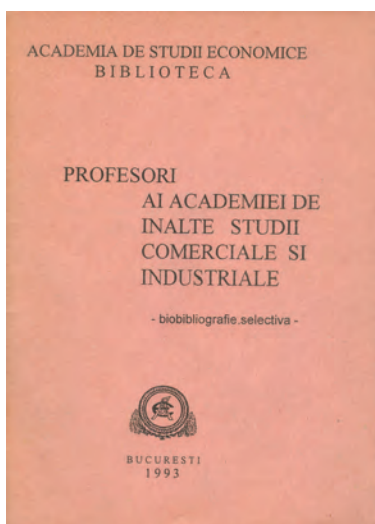 ACADEMIA DE STUDII ECONOMICE
BIBLIOTECA
PROFESORI
AI ACADEMIEI DE
INALTE STUDII
COMERCIALE SI
INDUSTRIALE
- biobibliografie.selectiva -
BUCURESTI
1993